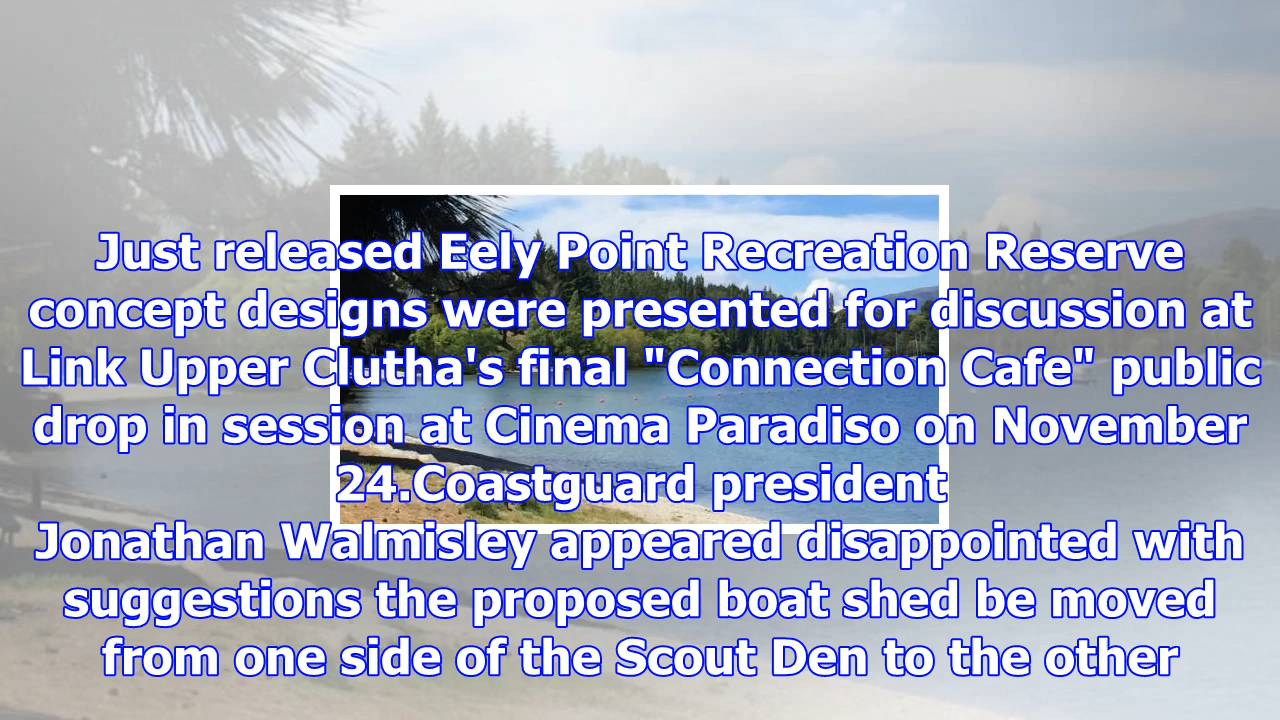 Just released Eely Point Recreation Reserve
concept designs were presented for discussion at
Link Upper Clutha's final "Connection Cafe" public
drop in session at Cinema Paradiso on November
24.Coastguard president
Jonathan Walmisley appeared disappointed with
suggestions the proposed boat shed be moved
from one side of the Scout Den to the other